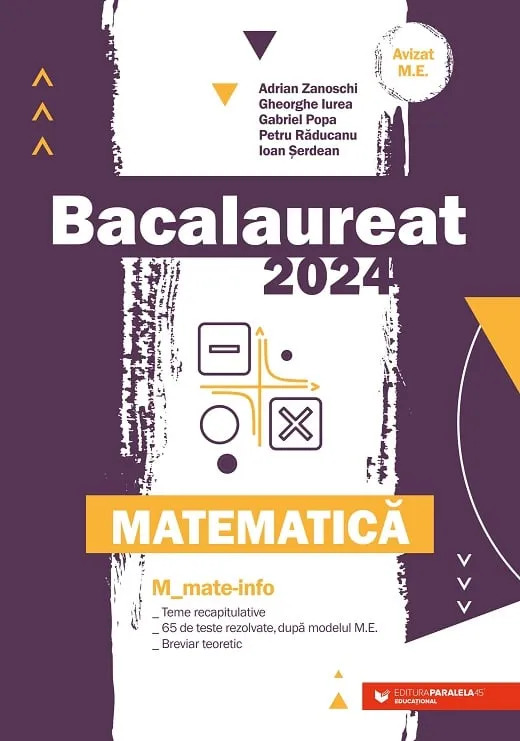 Avizat
M.E.
Adrian Zanoschi
Gheorghe Iurea
Gabriel Popa
Petru Răducanu
Ioan Șerdean
Bacalaureat
2024
MATEMATICĂ
M_mate-info
_ Teme recapitulative
_ 65 de teste rezolvate, după modelul M.E.
_ Breviar teoretic
EDITURA PARALELA 45
EDUCAȚIONAL